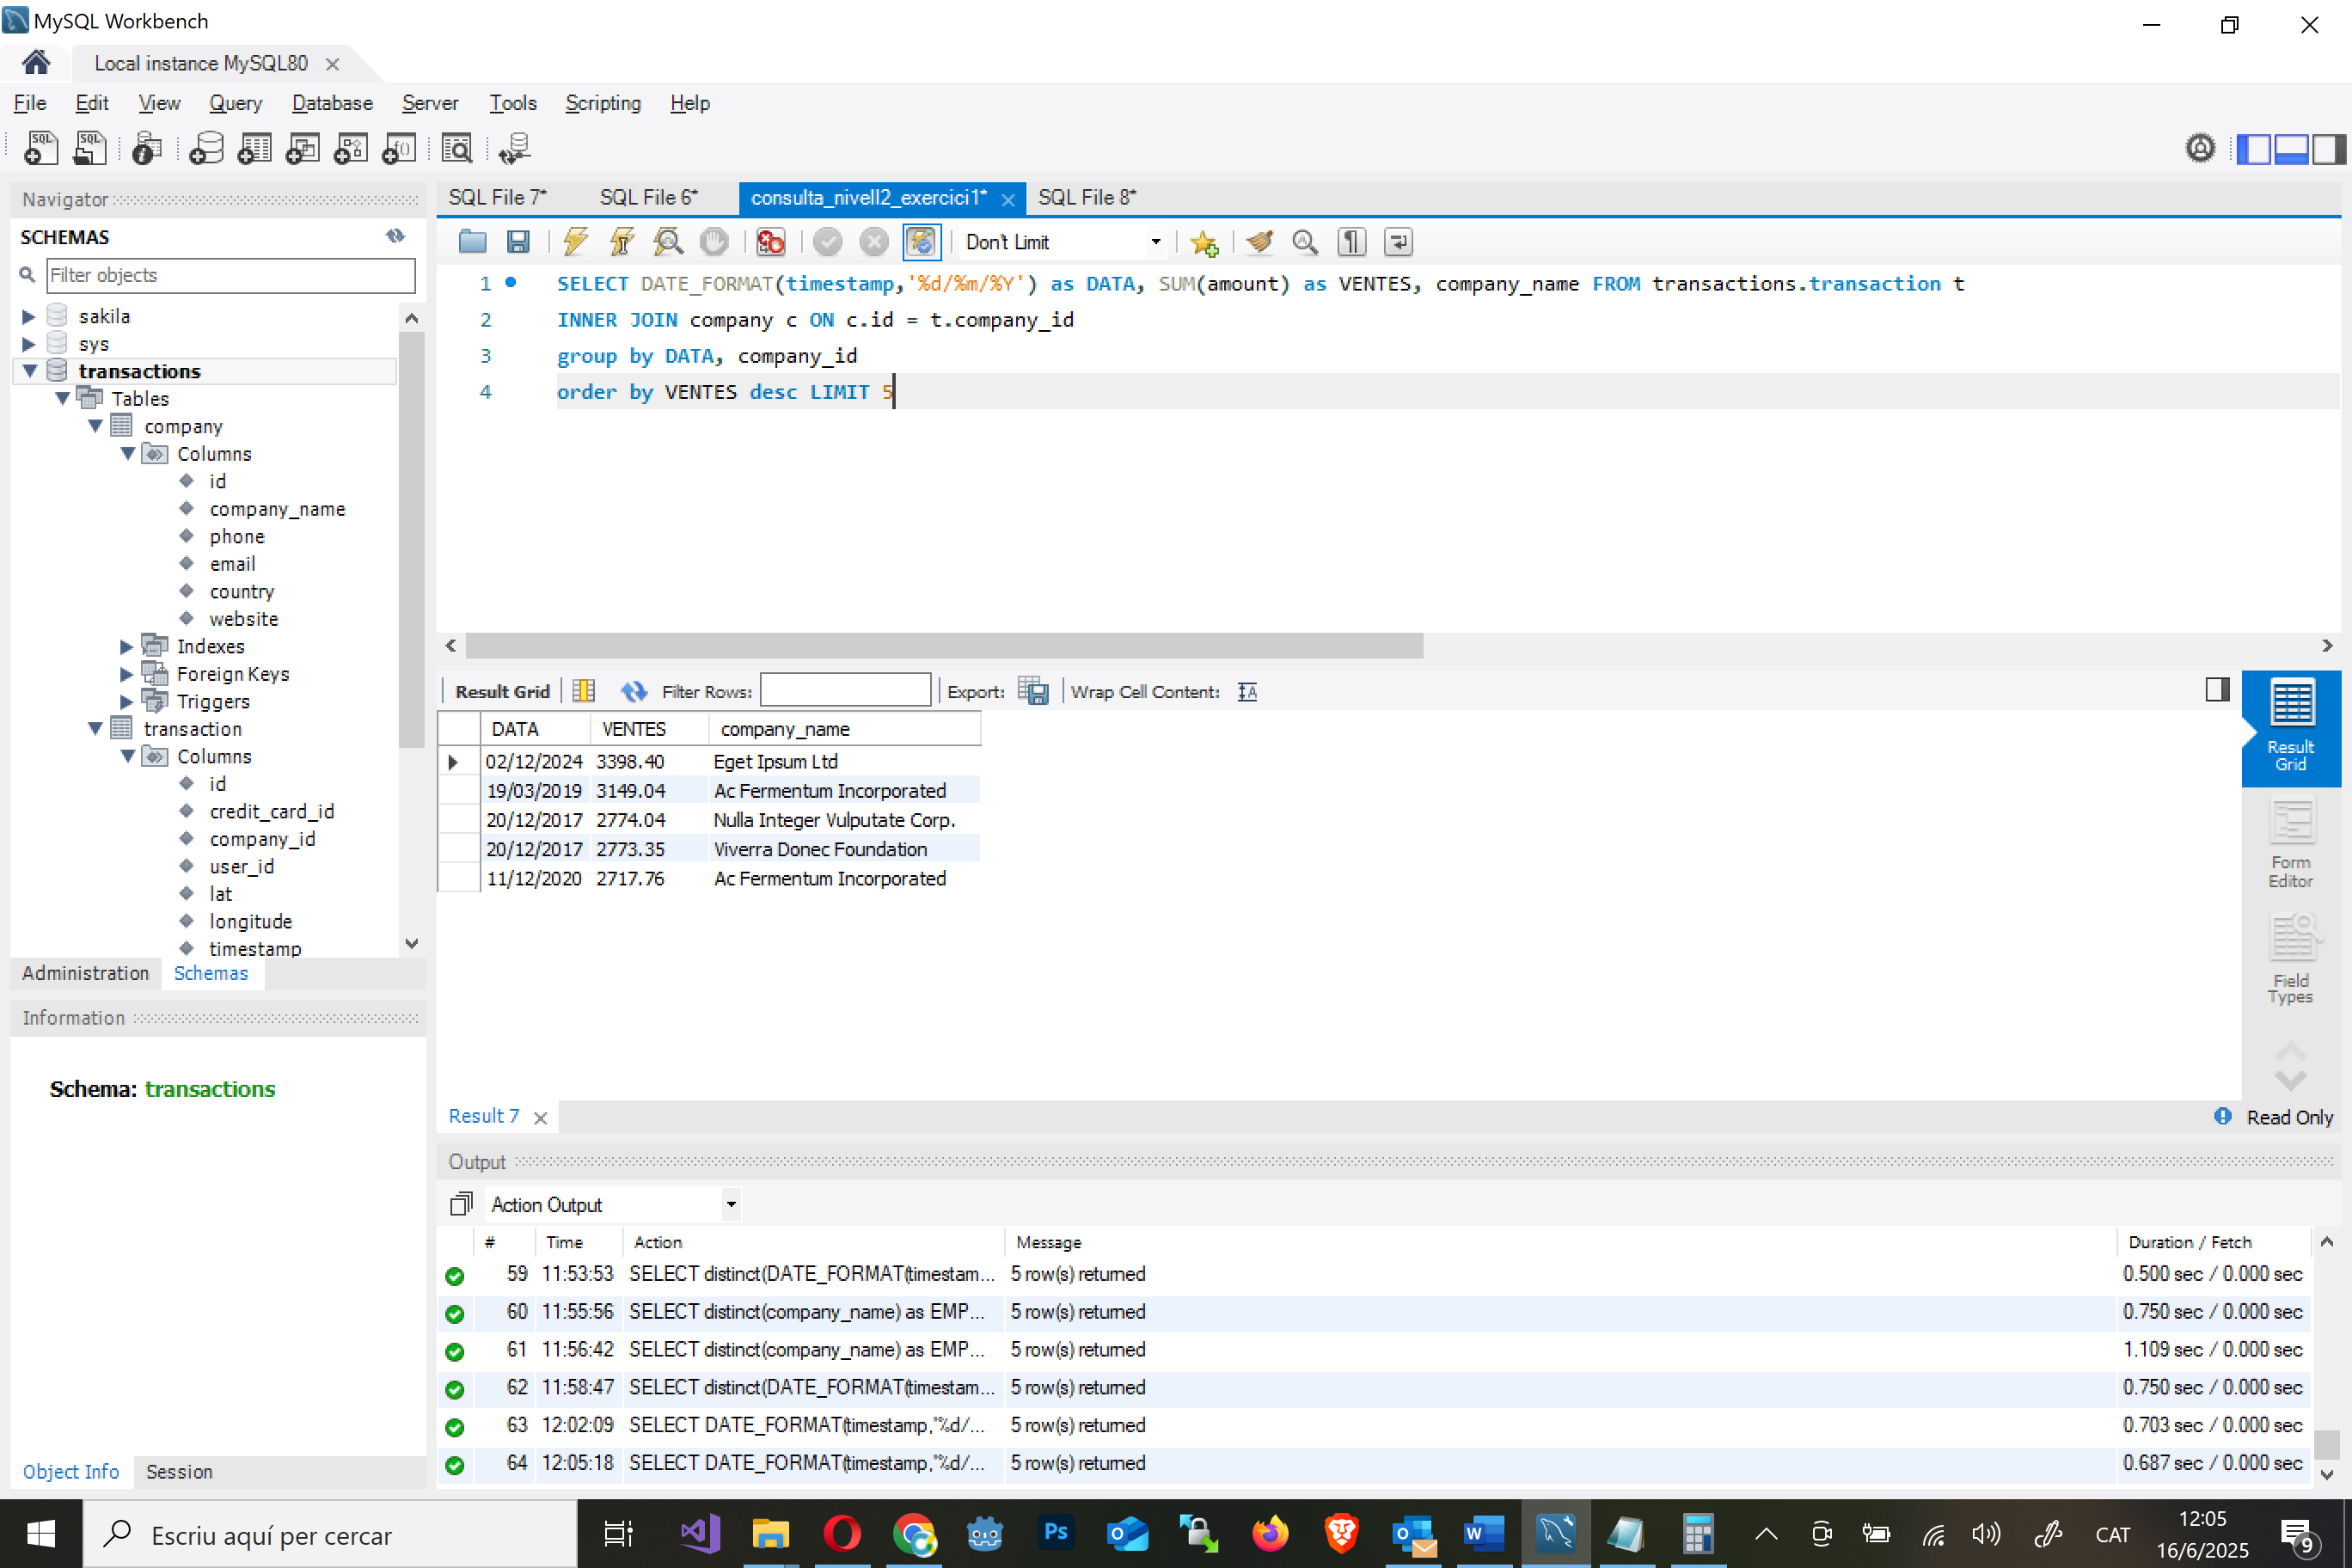 MySQL Workbench
Local instance MySQL80
File Edit View Query Database Server Tools Scripting Help
Navigator
SCHEMAS
Filter objects
sakila
sys
transactions
Tables
company
Columns
id
company_name
phone
email
country
website
Indexes
Foreign Keys
Triggers
transaction
Columns
id
credit_card_id
company_id
user_id
lat
longitude
timestamp
Administration Schemas
Information
Schema: transactions
Object Info Session
SQL File 7* SQL File 6* consulta_nivell2_exercici1* SQL File 8*
Don't Limit
1 SELECT DATE_FORMAT(timestamp,'%d/%m/%Y') as DATA, SUM(amount) as VENTES, company_name FROM transactions.transaction t
2 INNER JOIN company c ON c.id = t.company_id
3 group by DATA, company_id
4 order by VENTES desc LIMIT 5
Result Grid Filter Rows: Export: Wrap Cell Content:
DATA VENTES company_name
02/12/2024 3398.40 Eget Ipsum Ltd
19/03/2019 3149.04 Ac Fermentum Incorporated
20/12/2017 2774.04 Nulla Integer Vulputate Corp.
20/12/2017 2773.35 Viverra Donec Foundation
11/12/2020 2717.76 Ac Fermentum Incorporated
Result Grid
Form Editor
Field Types
Result 7
Read Only
Output
Action Output
# Time Action Message Duration / Fetch
59 11:53:53 SELECT distinct(DATE_FORMAT(timestam... 5 row(s) returned 0.500 sec / 0.000 sec
60 11:55:56 SELECT distinct(company_name) as EMP... 5 row(s) returned 0.750 sec / 0.000 sec
61 11:56:42 SELECT distinct(company_name) as EMP... 5 row(s) returned 1.109 sec / 0.000 sec
62 11:58:47 SELECT distinct(DATE_FORMAT(timestam... 5 row(s) returned 0.750 sec / 0.000 sec
63 12:02:09 SELECT DATE_FORMAT(timestamp,'%d/... 5 row(s) returned 0.703 sec / 0.000 sec
64 12:05:18 SELECT DATE_FORMAT(timestamp,'%d/... 5 row(s) returned 0.687 sec / 0.000 sec
Escriu aquí per cercar
CAT
12:05
16/6/2025
9